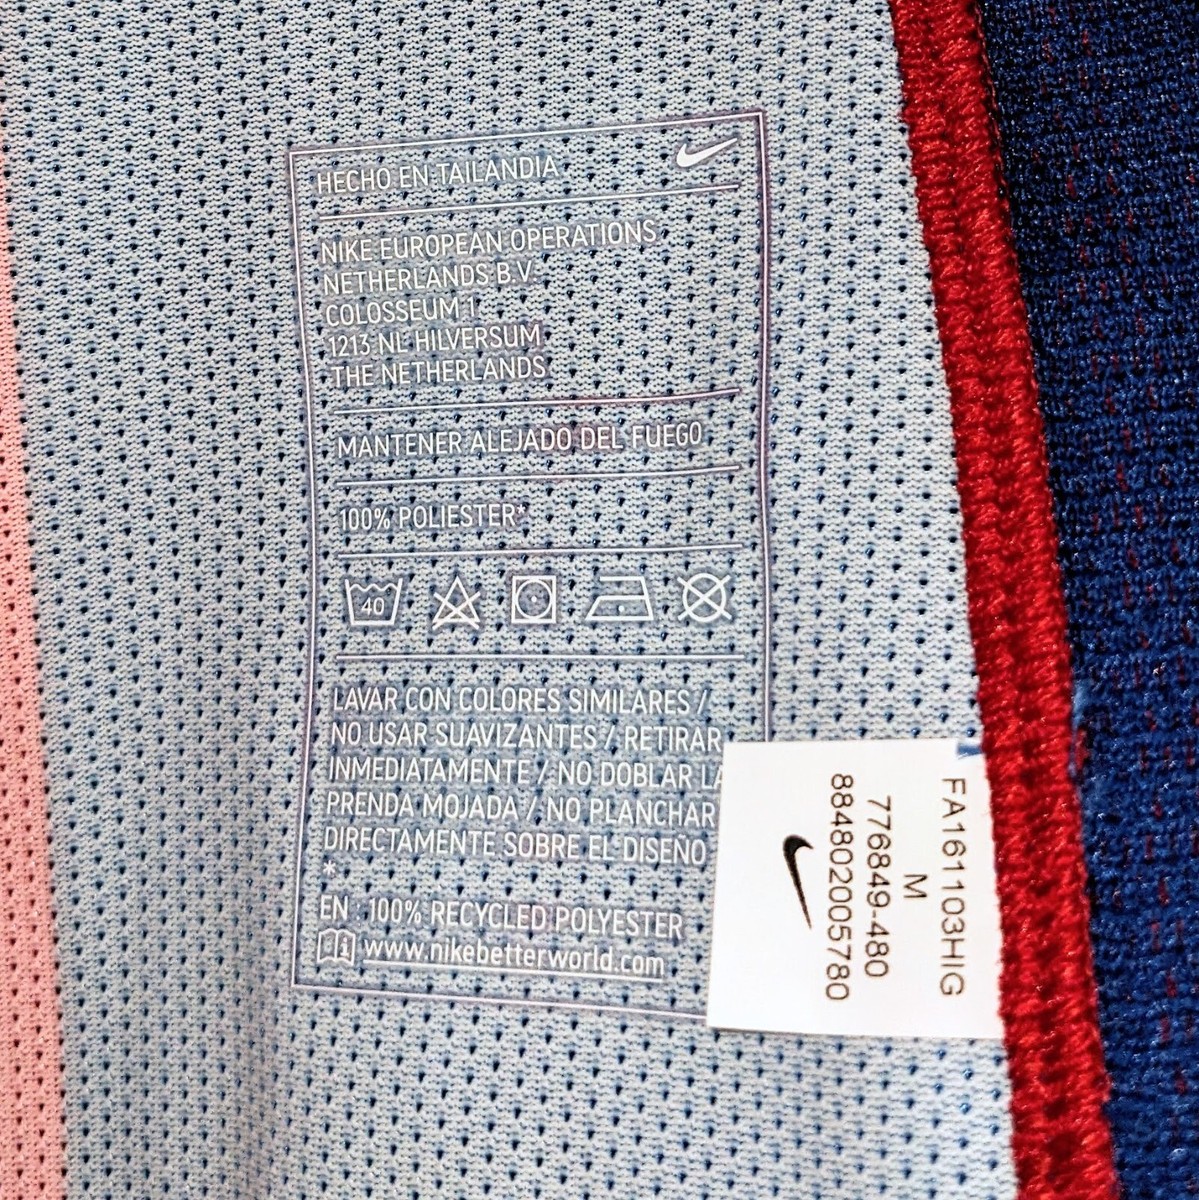 HECHO EN TAILANDIA
NIKE EUROPEAN OPERATIONS
NETHERLANDS B.V.
COLOSSEUM 1
1213 NL HILVERSUM
THE NETHERLANDS
MANTENER ALEJADO DEL FUEGO
100% POLIESTER*
40
LAVAR CON COLORES SIMILARES /
NO USAR SUAVIZANTES / RETIRAR
INMEDIATAMENTE / NO DOBLAR LA
PRENDA MOJADA / NO PLANCHAR
DIRECTAMENTE SOBRE EL DISEÑO
*
EN : 100% RECYCLED POLYESTER
www.nikebetterworld.com
FA161103HIG
M
776849-480
884802005780